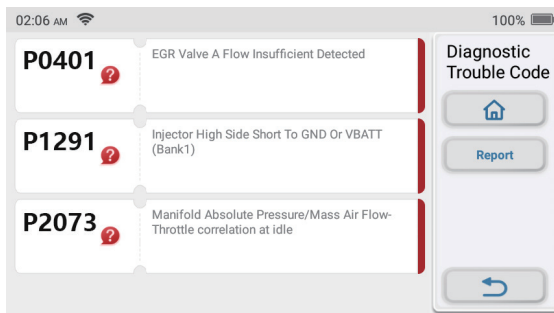 02:06 AM
100%
P0401
EGR Valve A Flow Insufficient Detected
P1291
Injector High Side Short To GND Or VBATT
(Bank1)
P2073
Manifold Absolute Pressure/Mass Air Flow-
Throttle correlation at idle
Diagnostic
Trouble Code
Report